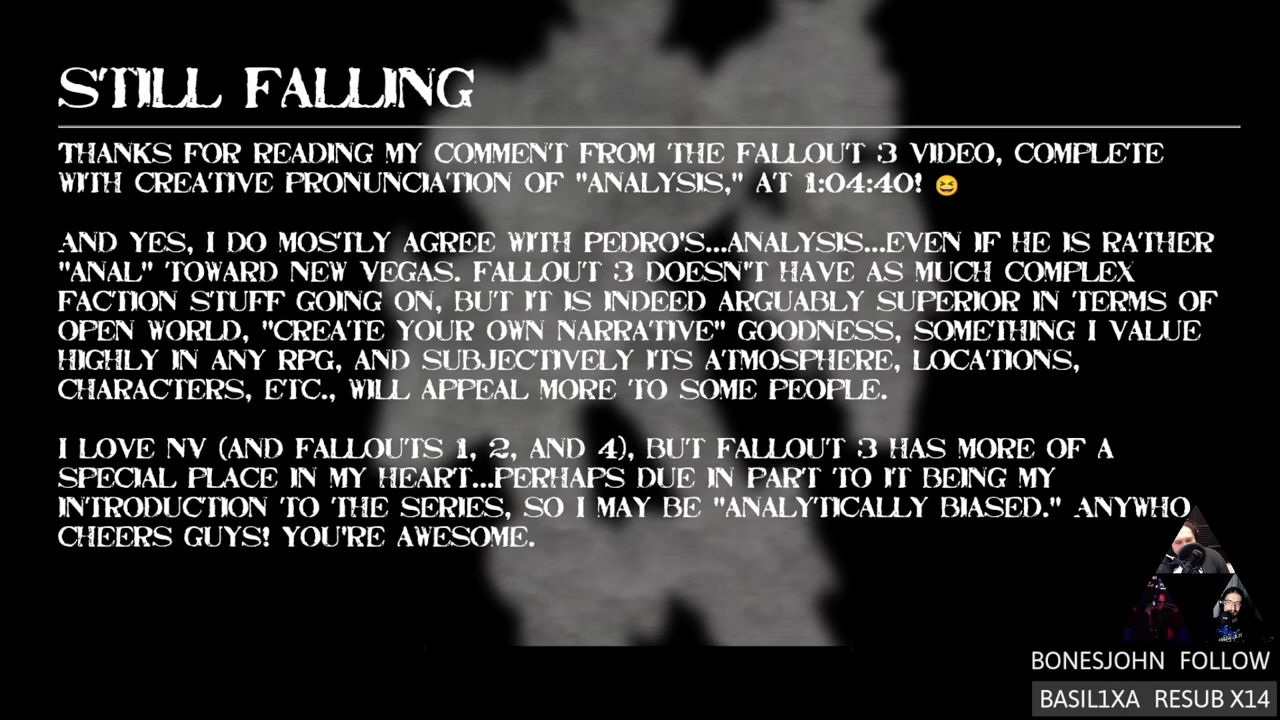 STILL FALLING
THANKS FOR READING MY COMMENT FROM THE FALLOUT 3 VIDEO, COMPLETE
WITH CREATIVE PRONUNCIATION OF "ANALYSIS," AT 1:04:40! 😆
AND YES, I DO MOSTLY AGREE WITH PEDRO'S...ANALYSIS...EVEN IF HE IS RATHER
"ANAL" TOWARD NEW VEGAS. FALLOUT 3 DOESN'T HAVE AS MUCH COMPLEX
FACTION STUFF GOING ON, BUT IT IS INDEED ARGUABLY SUPERIOR IN TERMS OF
OPEN WORLD, "CREATE YOUR OWN NARRATIVE" GOODNESS, SOMETHING I VALUE
HIGHLY IN ANY RPG, AND SUBJECTIVELY ITS ATMOSPHERE, LOCATIONS,
CHARACTERS, ETC., WILL APPEAL MORE TO SOME PEOPLE.
I LOVE NV (AND FALLOUTS 1, 2, AND 4), BUT FALLOUT 3 HAS MORE OF A
SPECIAL PLACE IN MY HEART...PERHAPS DUE IN PART TO IT BEING MY
INTRODUCTION TO THE SERIES, SO I MAY BE "ANALYTICALLY BIASED." ANYWHO
CHEERS GUYS! YOU'RE AWESOME.
BONESJOHN FOLLOW
BASIL1XA RESUB X14